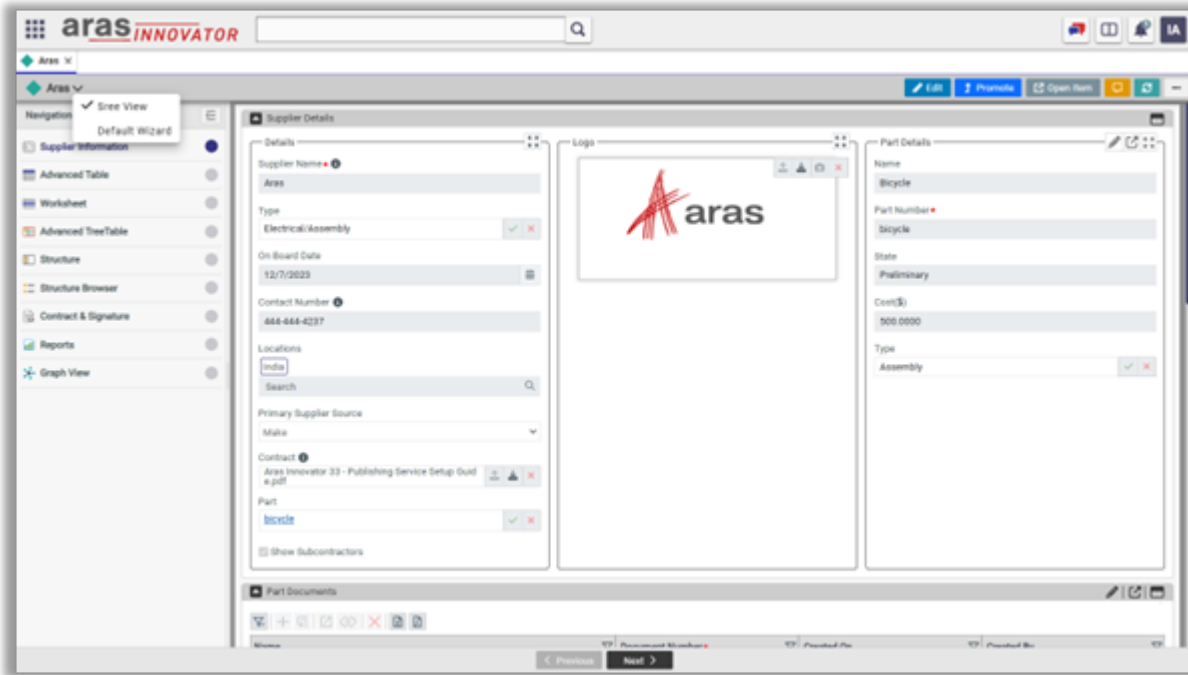 aras INNOVATOR
IA
Aras ×
Aras
Edit
Promote
Open Item
Sree View
Default Wizard
Navigation
Supplier Information
Advanced Table
Worksheet
Advanced TreeTable
Structure
Structure Browser
Contract & Signature
Reports
Graph View
Supplier Details
Details
Supplier Name
Aras
Type
Electrical/Assembly
On Board Date
12/7/2023
Contact Number
444-444-4237
Locations
India
Search
Primary Supplier Source
Make
Contract
Aras Innovator 33 - Publishing Service Setup Guid
e.pdf
Part
bicycle
Show Subcontractors
Logo
aras
Part Details
Name
Bicycle
Part Number
bicycle
State
Preliminary
Cost($)
500.0000
Type
Assembly
Part Documents
Name
Document Number
Created On
Created By
< Previous
Next >